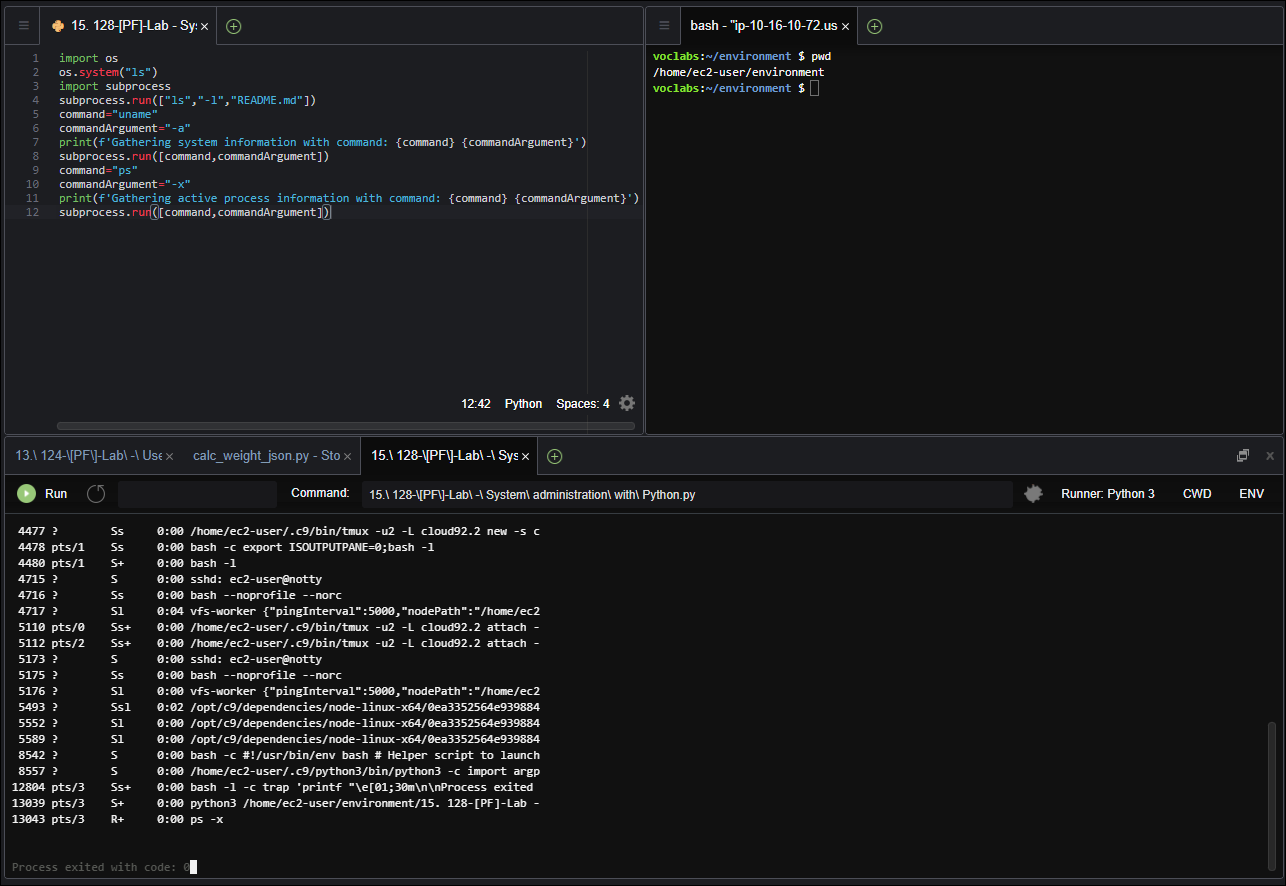 15. 128-[PF]-Lab - Sys
1 import os
2 os.system("ls")
3 import subprocess
4 subprocess.run(["ls","-l","README.md"])
5 command="uname"
6 commandArgument="-a"
7 print(f'Gathering system information with command: {command} {commandArgument}')
8 subprocess.run([command,commandArgument])
9 command="ps"
10 commandArgument="-x"
11 print(f'Gathering active process information with command: {command} {commandArgument}')
12 subprocess.run([command,commandArgument])
12:42 Python Spaces: 4
bash - "ip-10-16-10-72.us
voclabs:~/environment $ pwd
/home/ec2-user/environment
voclabs:~/environment $
13.\ 124-\[PF\]-Lab\ -\ Use calc_weight_json.py - Sto 15.\ 128-\[PF\]-Lab\ -\ Sys
Run Command: 15.\ 128-\[PF\]-Lab\ -\ System\ administration\ with\ Python.py Runner: Python 3 CWD ENV
4477 ? Ss 0:00 /home/ec2-user/.c9/bin/tmux -u2 -L cloud92.2 new -s c
4478 pts/1 Ss 0:00 bash -c export ISOUTPUTPANE=0;bash -l
4480 pts/1 S+ 0:00 bash -l
4715 ? S 0:00 sshd: ec2-user@notty
4716 ? Ss 0:00 bash --noprofile --norc
4717 ? Sl 0:04 vfs-worker {"pingInterval":5000,"nodePath":"/home/ec2
5110 pts/0 Ss+ 0:00 /home/ec2-user/.c9/bin/tmux -u2 -L cloud92.2 attach -
5112 pts/2 Ss+ 0:00 /home/ec2-user/.c9/bin/tmux -u2 -L cloud92.2 attach -
5173 ? S 0:00 sshd: ec2-user@notty
5175 ? Ss 0:00 bash --noprofile --norc
5176 ? Sl 0:00 vfs-worker {"pingInterval":5000,"nodePath":"/home/ec2
5493 ? Ssl 0:02 /opt/c9/dependencies/node-linux-x64/0ea3352564e939884
5552 ? Sl 0:00 /opt/c9/dependencies/node-linux-x64/0ea3352564e939884
5589 ? Sl 0:00 /opt/c9/dependencies/node-linux-x64/0ea3352564e939884
8542 ? S 0:00 bash -c #!/usr/bin/env bash # Helper script to launch
8557 ? S 0:00 /home/ec2-user/.c9/python3/bin/python3 -c import argp
12804 pts/3 Ss+ 0:00 bash -l -c trap 'printf "\e[01;30m\n\nProcess exited
13039 pts/3 S+ 0:00 python3 /home/ec2-user/environment/15. 128-[PF]-Lab -
13043 pts/3 R+ 0:00 ps -x
Process exited with code: 0